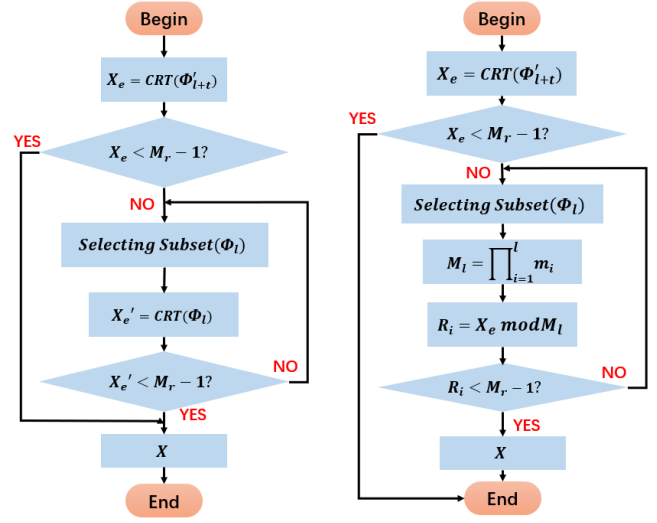 Begin
X_e = CRT(Φ'_{l+t})
YES
X_e < M_r − 1?
NO
Selecting Subset(Φ_l)
X_e' = CRT(Φ_l)
NO
X_e' < M_r − 1?
YES
X
End
Begin
X_e = CRT(Φ'_{l+t})
YES
X_e < M_r − 1?
NO
Selecting Subset(Φ_l)
M_l = ∏_{i=1}^{l} m_i
R_i = X_e modM_l
NO
R_i < M_r − 1?
YES
X
End